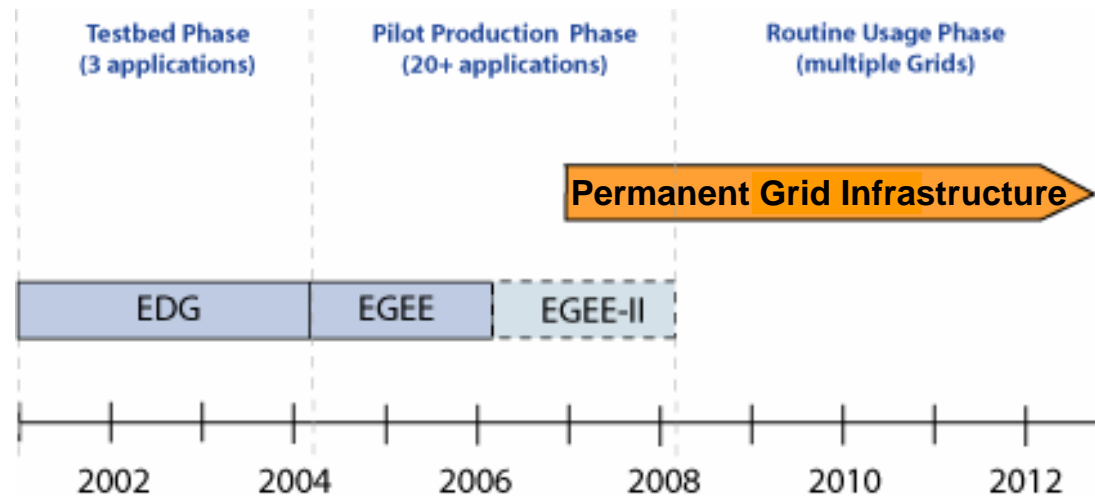 Testbed Phase
(3 applications)
Pilot Production Phase
(20+ applications)
Routine Usage Phase
(multiple Grids)
Permanent Grid Infrastructure
EDG
EGEE
EGEE-II
2002
2004
2006
2008
2010
2012